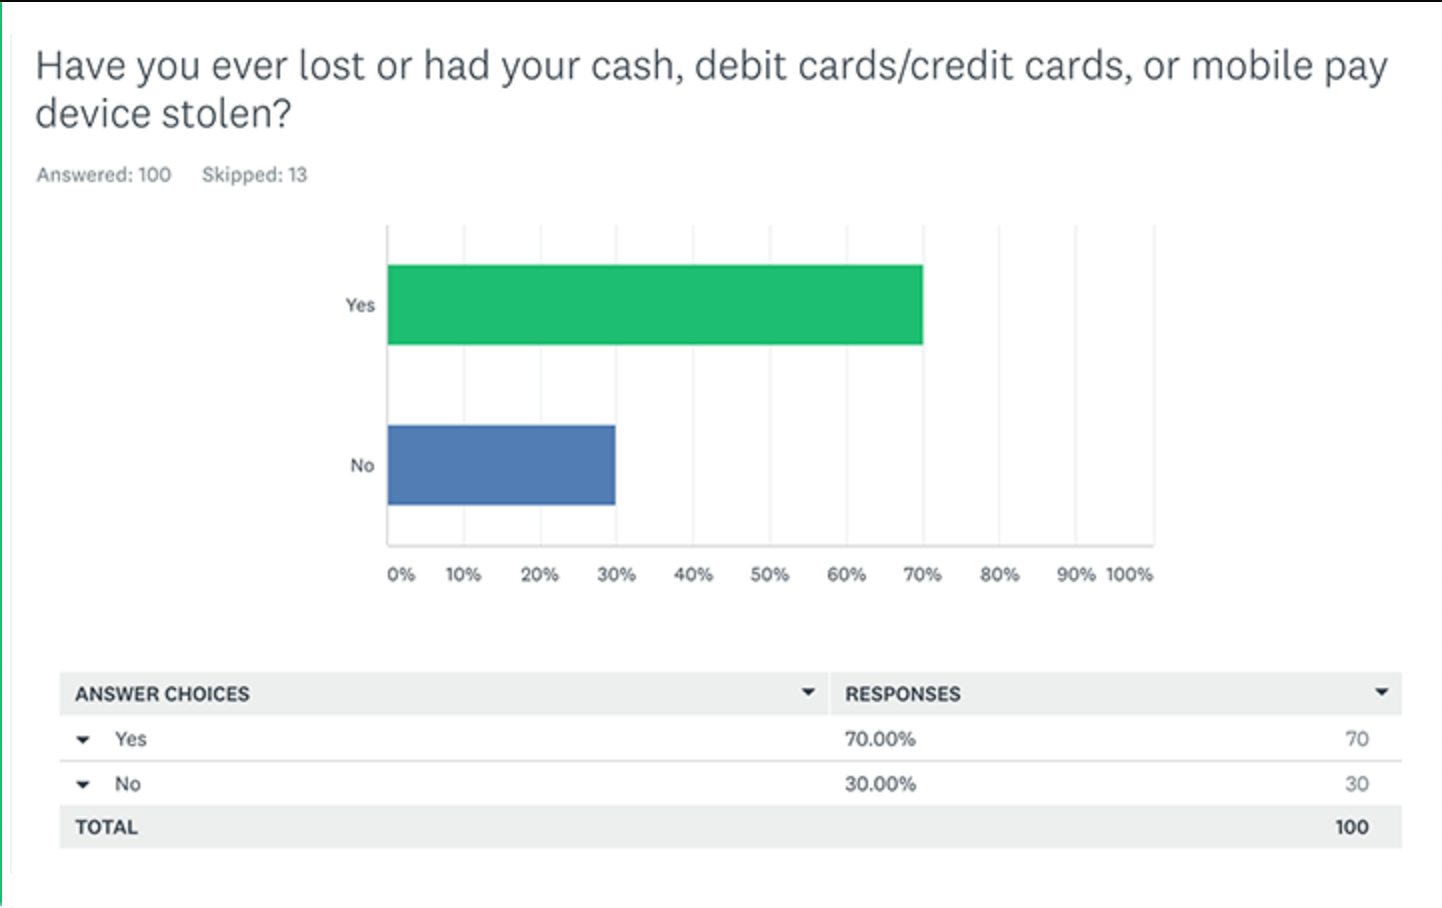 Have you ever lost or had your cash, debit cards/credit cards, or mobile pay
device stolen?
Answered: 100 Skipped: 13
Yes
No
0% 10% 20% 30% 40% 50% 60% 70% 80% 90% 100%
ANSWER CHOICES RESPONSES
Yes 70.00% 70
No 30.00% 30
TOTAL 100